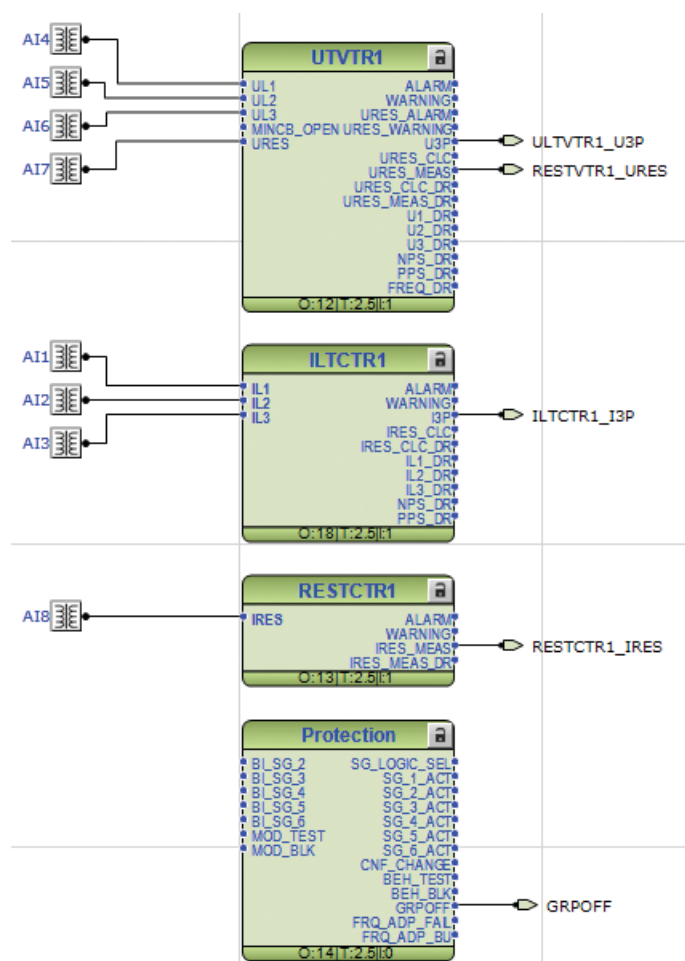 AI4
AI5
AI6
AI7
UTVTR1
UL1 ALARM
UL2 WARNING
UL3 URES_ALARM
MINCB_OPEN URES_WARNING
URES U3P
URES_CLC
URES_MEAS
URES_CLC_DR
URES_MEAS_DR
U1_DR
U2_DR
U3_DR
NPS_DR
PPS_DR
FREQ_DR
O:12|T:2.5|I:1
ULTVTR1_U3P
RESTVTR1_URES
AI1
AI2
AI3
ILTCTR1
IL1 ALARM
IL2 WARNING
IL3 I3P
IRES_CLC
IRES_CLC_DR
IL1_DR
IL2_DR
IL3_DR
NPS_DR
PPS_DR
O:18|T:2.5|I:1
ILTCTR1_I3P
AI8
RESTCTR1
IRES ALARM
WARNING
IRES_MEAS
IRES_MEAS_DR
O:13|T:2.5|I:1
RESTCTR1_IRES
Protection
BI_SG_2 SG_LOGIC_SEL
BI_SG_3 SG_1_ACT
BI_SG_4 SG_2_ACT
BI_SG_5 SG_3_ACT
BI_SG_6 SG_4_ACT
MOD_TEST SG_5_ACT
MOD_BLK SG_6_ACT
CNF_CHANGE
BEH_TEST
BEH_BLK
GRPOFF
FRQ_ADP_FAIL
FRQ_ADP_BU
O:14|T:2.5|I:0
GRPOFF